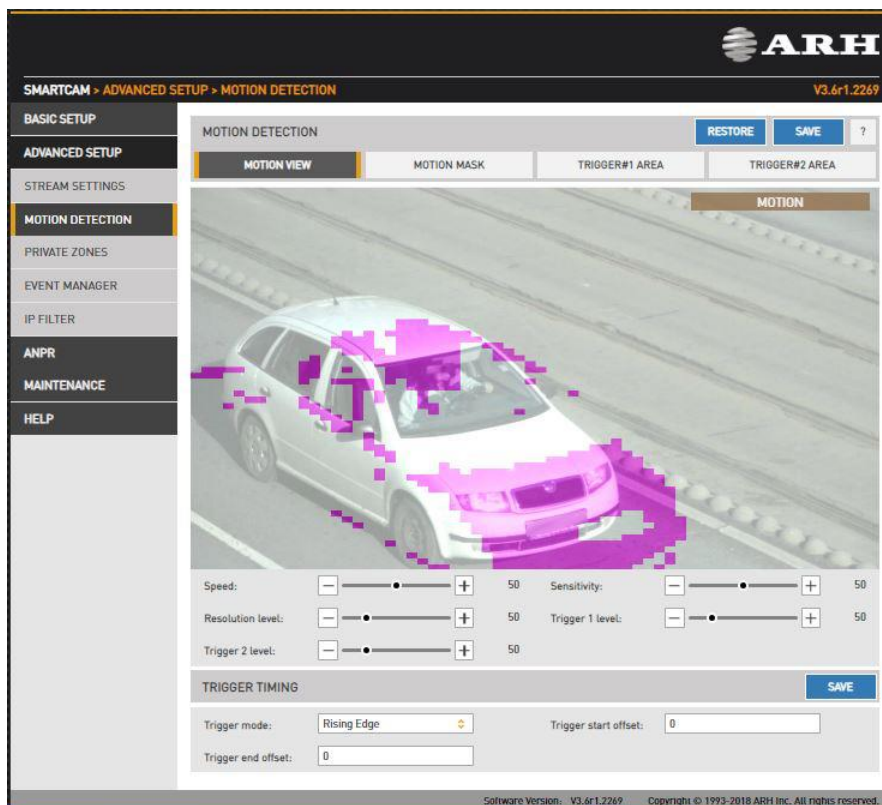 ARH
SMARTCAM > ADVANCED SETUP > MOTION DETECTION V3.6r1.2269
BASIC SETUP
ADVANCED SETUP
STREAM SETTINGS
MOTION DETECTION
PRIVATE ZONES
EVENT MANAGER
IP FILTER
ANPR
MAINTENANCE
HELP
MOTION DETECTION RESTORE SAVE ?
MOTION VIEW MOTION MASK TRIGGER#1 AREA TRIGGER#2 AREA
MOTION
Speed: 50 Sensitivity: 50
Resolution level: 50 Trigger 1 level: 50
Trigger 2 level: 50
TRIGGER TIMING SAVE
Trigger mode: Rising Edge Trigger start offset: 0
Trigger end offset: 0
Software Version: V3.6r1.2269 Copyright © 1993-2018 ARH Inc. All rights reserved.